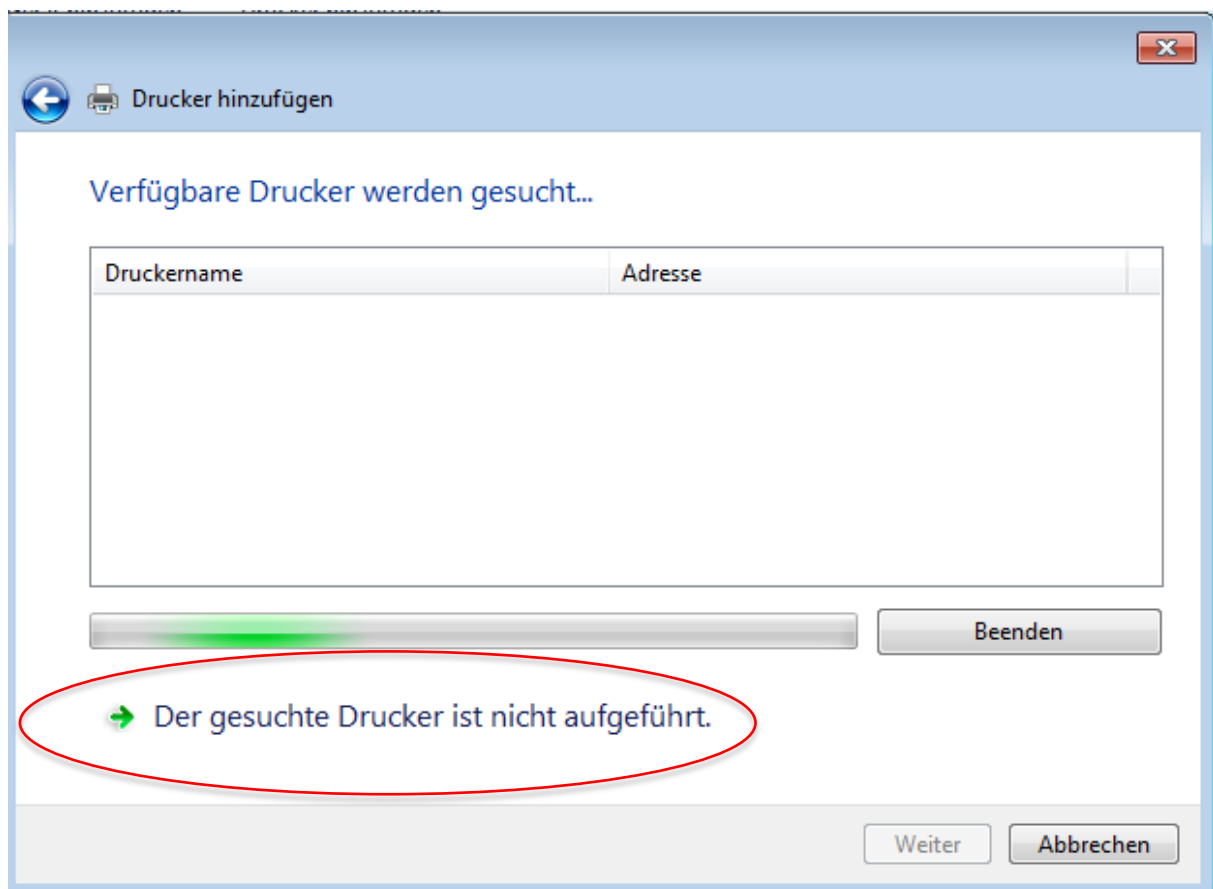 Drucker hinzufügen
Verfügbare Drucker werden gesucht...
Druckername Adresse
Beenden
Der gesuchte Drucker ist nicht aufgeführt.
Weiter Abbrechen